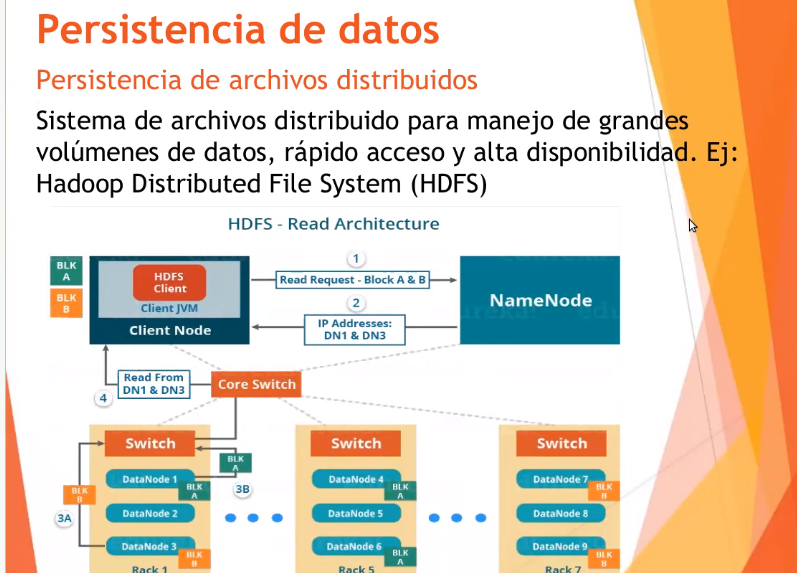 Persistencia de datos
Persistencia de archivos distribuidos
Sistema de archivos distribuido para manejo de grandes
volúmenes de datos, rápido acceso y alta disponibilidad. Ej:
Hadoop Distributed File System (HDFS)
HDFS - Read Architecture
BLK
A
BLK
B
HDFS
Client
Client JVM
Client Node
1
Read Request - Block A & B
2
IP Addresses:
DN1 & DN3
NameNode
4
Read From
DN1 & DN3
Core Switch
Switch
DataNode 1
BLK
A
DataNode 2
DataNode 3
BLK
B
Rack 1
BLK
B
3A
BLK
A
3B
Switch
DataNode 4
BLK
A
DataNode 5
DataNode 6
BLK
A
Rack 5
Switch
DataNode 7
BLK
B
DataNode 8
DataNode 9
BLK
B
Rack 7